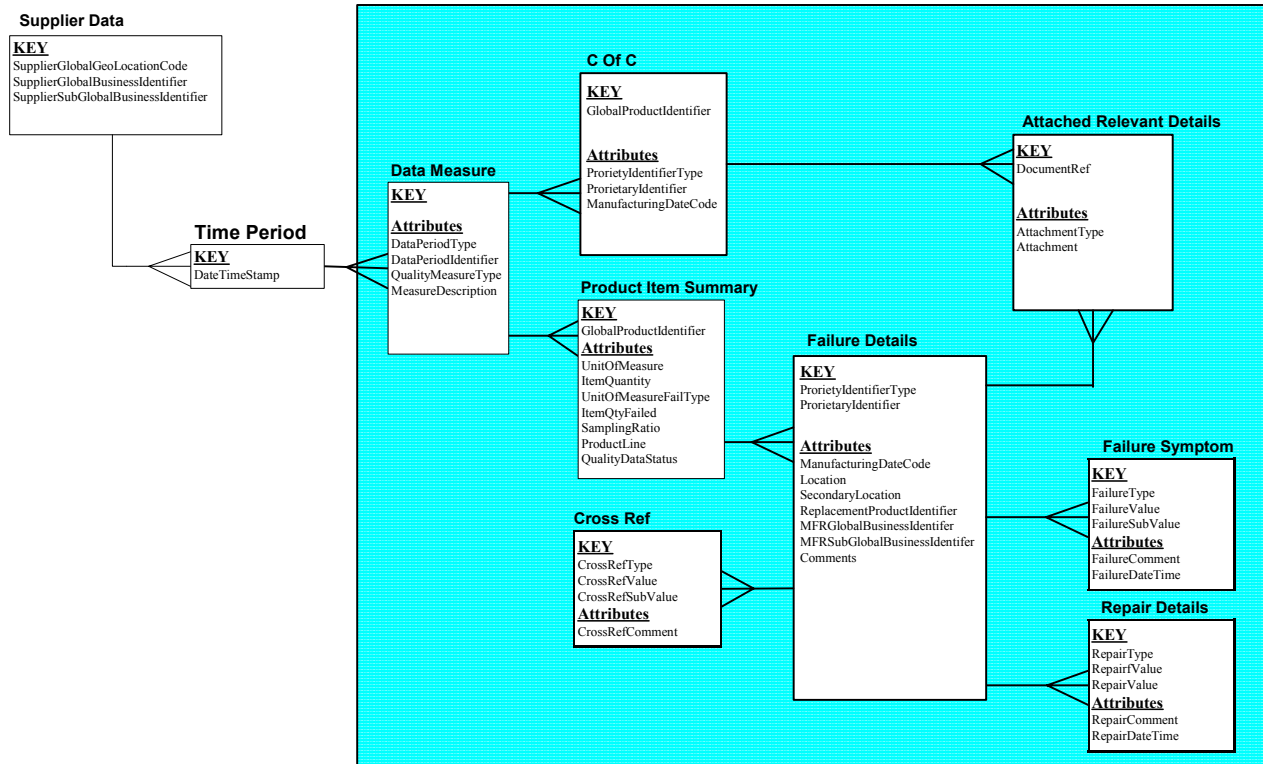 Supplier Data
KEY
SupplierGlobalGeoLocationCode
SupplierGlobalBusinessIdentifier
SupplierSubGlobalBusinessIdentifier
Time Period
KEY
DateTimeStamp
Data Measure
KEY
Attributes
DataPeriodType
DataPeriodIdentifier
QualityMeasureType
MeasureDescription
C Of C
KEY
GlobalProductIdentifier
Attributes
ProrietyIdentifierType
ProrietaryIdentifier
ManufacturingDateCode
Product Item Summary
KEY
GlobalProductIdentifier
Attributes
UnitOfMeasure
ItemQuantity
UnitOfMeasureFailType
ItemQtyFailed
SamplingRatio
ProductLine
QualityDataStatus
Cross Ref
KEY
CrossRefType
CrossRefValue
CrossRefSubValue
Attributes
CrossRefComment
Failure Details
KEY
ProrietyIdentifierType
ProrietaryIdentifier
Attributes
ManufacturingDateCode
Location
SecondaryLocation
ReplacementProductIdentifier
MFRGlobalBusinessIdentifer
MFRSubGlobalBusinessIdentifer
Comments
Attached Relevant Details
KEY
DocumentRef
Attributes
AttachmentType
Attachment
Failure Symptom
KEY
FailureType
FailureValue
FailureSubValue
Attributes
FailureComment
FailureDateTime
Repair Details
KEY
RepairType
RepairfValue
RepairValue
Attributes
RepairComment
RepairDateTime